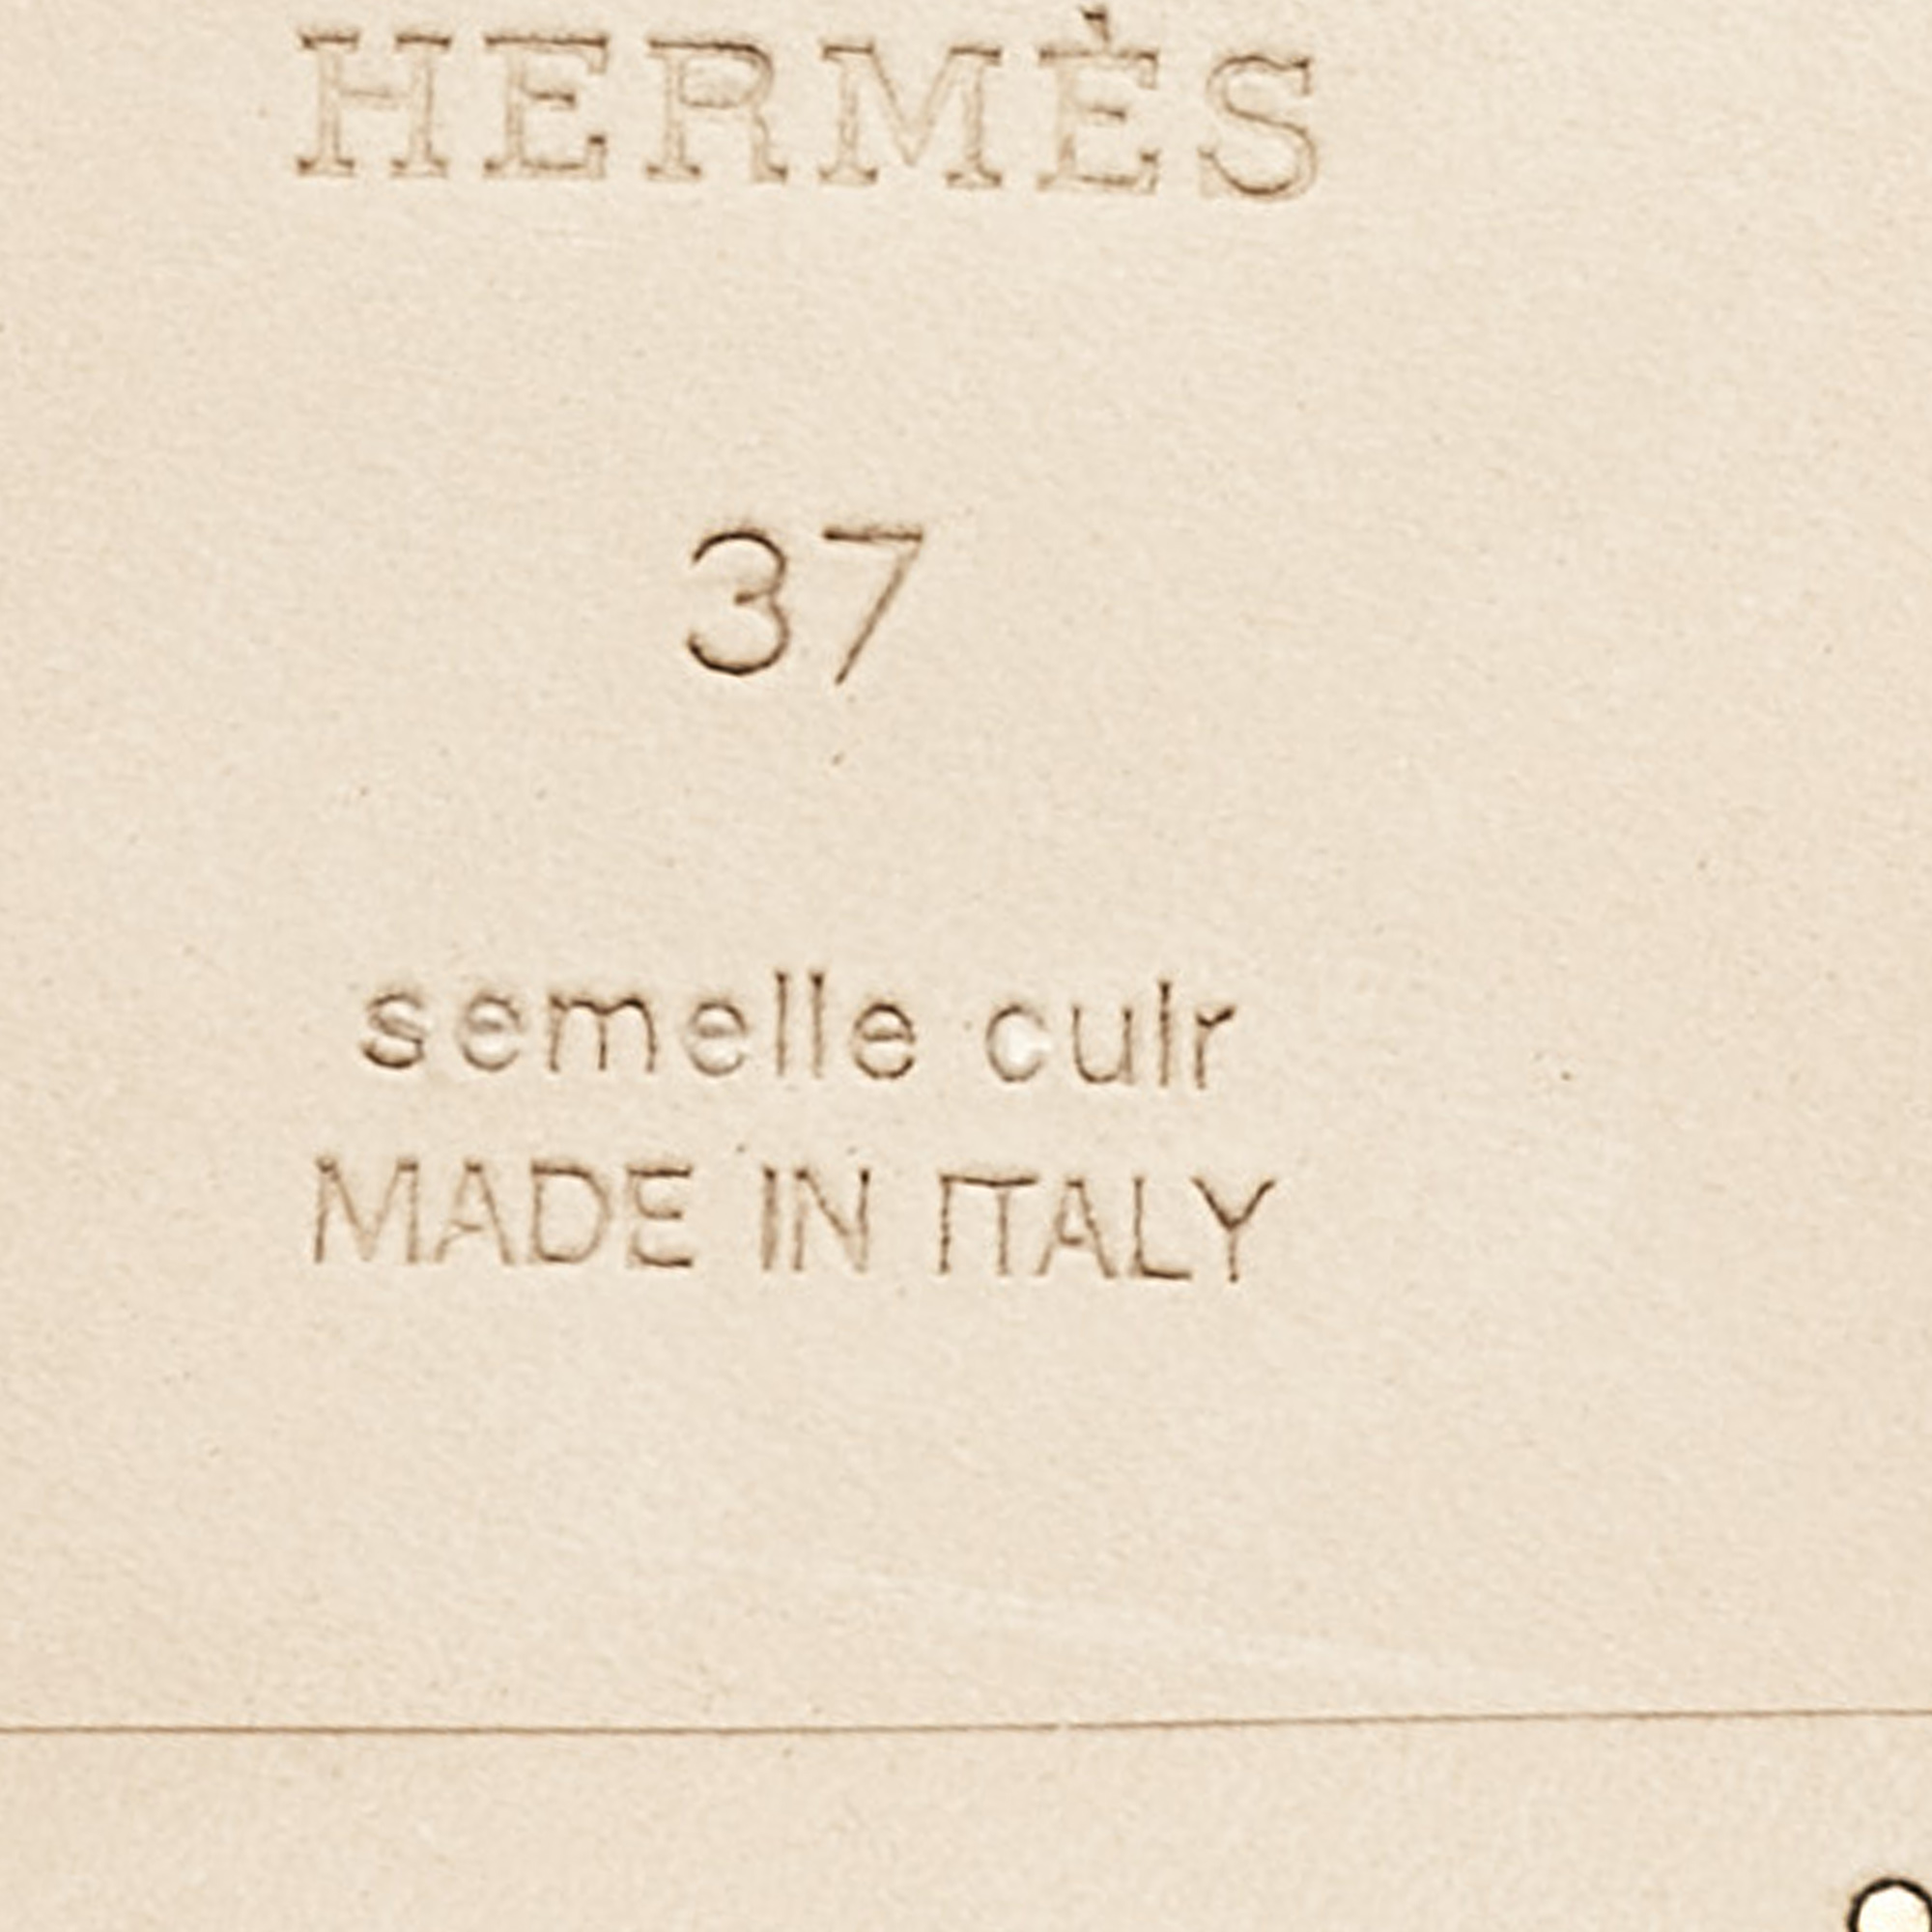 HERMÈS
37
semelle cuir
MADE IN ITALY